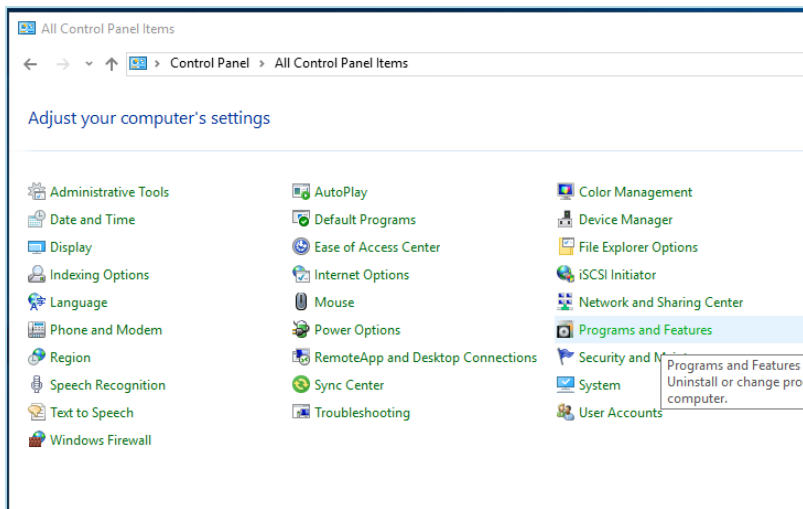 All Control Panel Items
Control Panel > All Control Panel Items
Adjust your computer's settings
Administrative Tools
AutoPlay
Color Management
Date and Time
Default Programs
Device Manager
Display
Ease of Access Center
File Explorer Options
Indexing Options
Internet Options
iSCSI Initiator
Language
Mouse
Network and Sharing Center
Phone and Modem
Power Options
Programs and Features
Region
RemoteApp and Desktop Connections
Security and
Speech Recognition
Sync Center
System
Text to Speech
Troubleshooting
User Accounts
Windows Firewall
Programs and Features
Uninstall or change pro
computer.